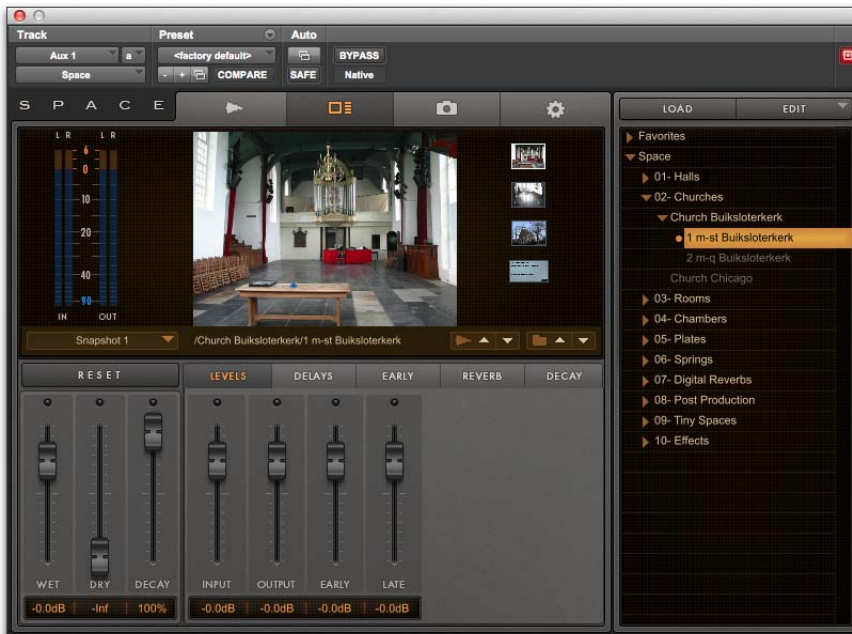 Track
Preset
Auto
Aux 1
a
<factory default>
BYPASS
Space
- +
COMPARE
SAFE
Native
SPACE
LOAD
EDIT
L R L R
6
0
10
20
40
90
IN OUT
Snapshot 1
/Church Buiksloterkerk/1 m-st Buiksloterkerk
Favorites
Space
01- Halls
02- Churches
Church Buiksloterkerk
1 m-st Buiksloterkerk
2 m-q Buiksloterkerk
Church Chicago
03- Rooms
04- Chambers
05- Plates
06- Springs
07- Digital Reverbs
08- Post Production
09- Tiny Spaces
10- Effects
RESET
LEVELS
DELAYS
EARLY
REVERB
DECAY
WET
DRY
DECAY
INPUT
OUTPUT
EARLY
LATE
-0.0dB
-Inf
100%
-0.0dB
-0.0dB
-0.0dB
-0.0dB